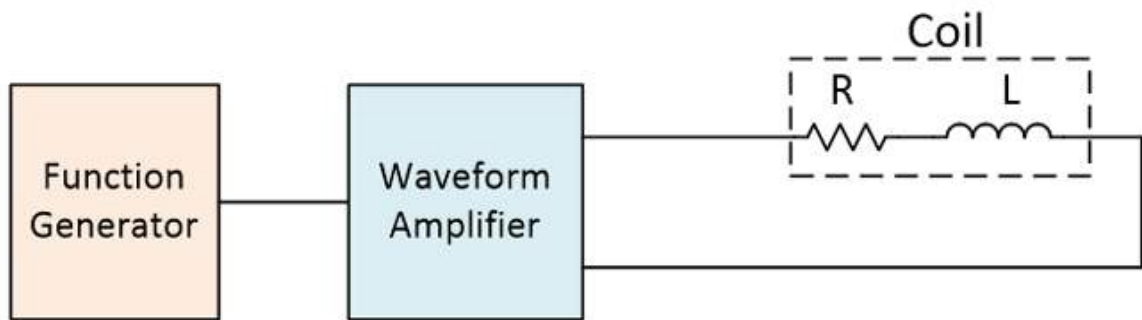 Coil
R
L
Function
Generator
Waveform
Amplifier